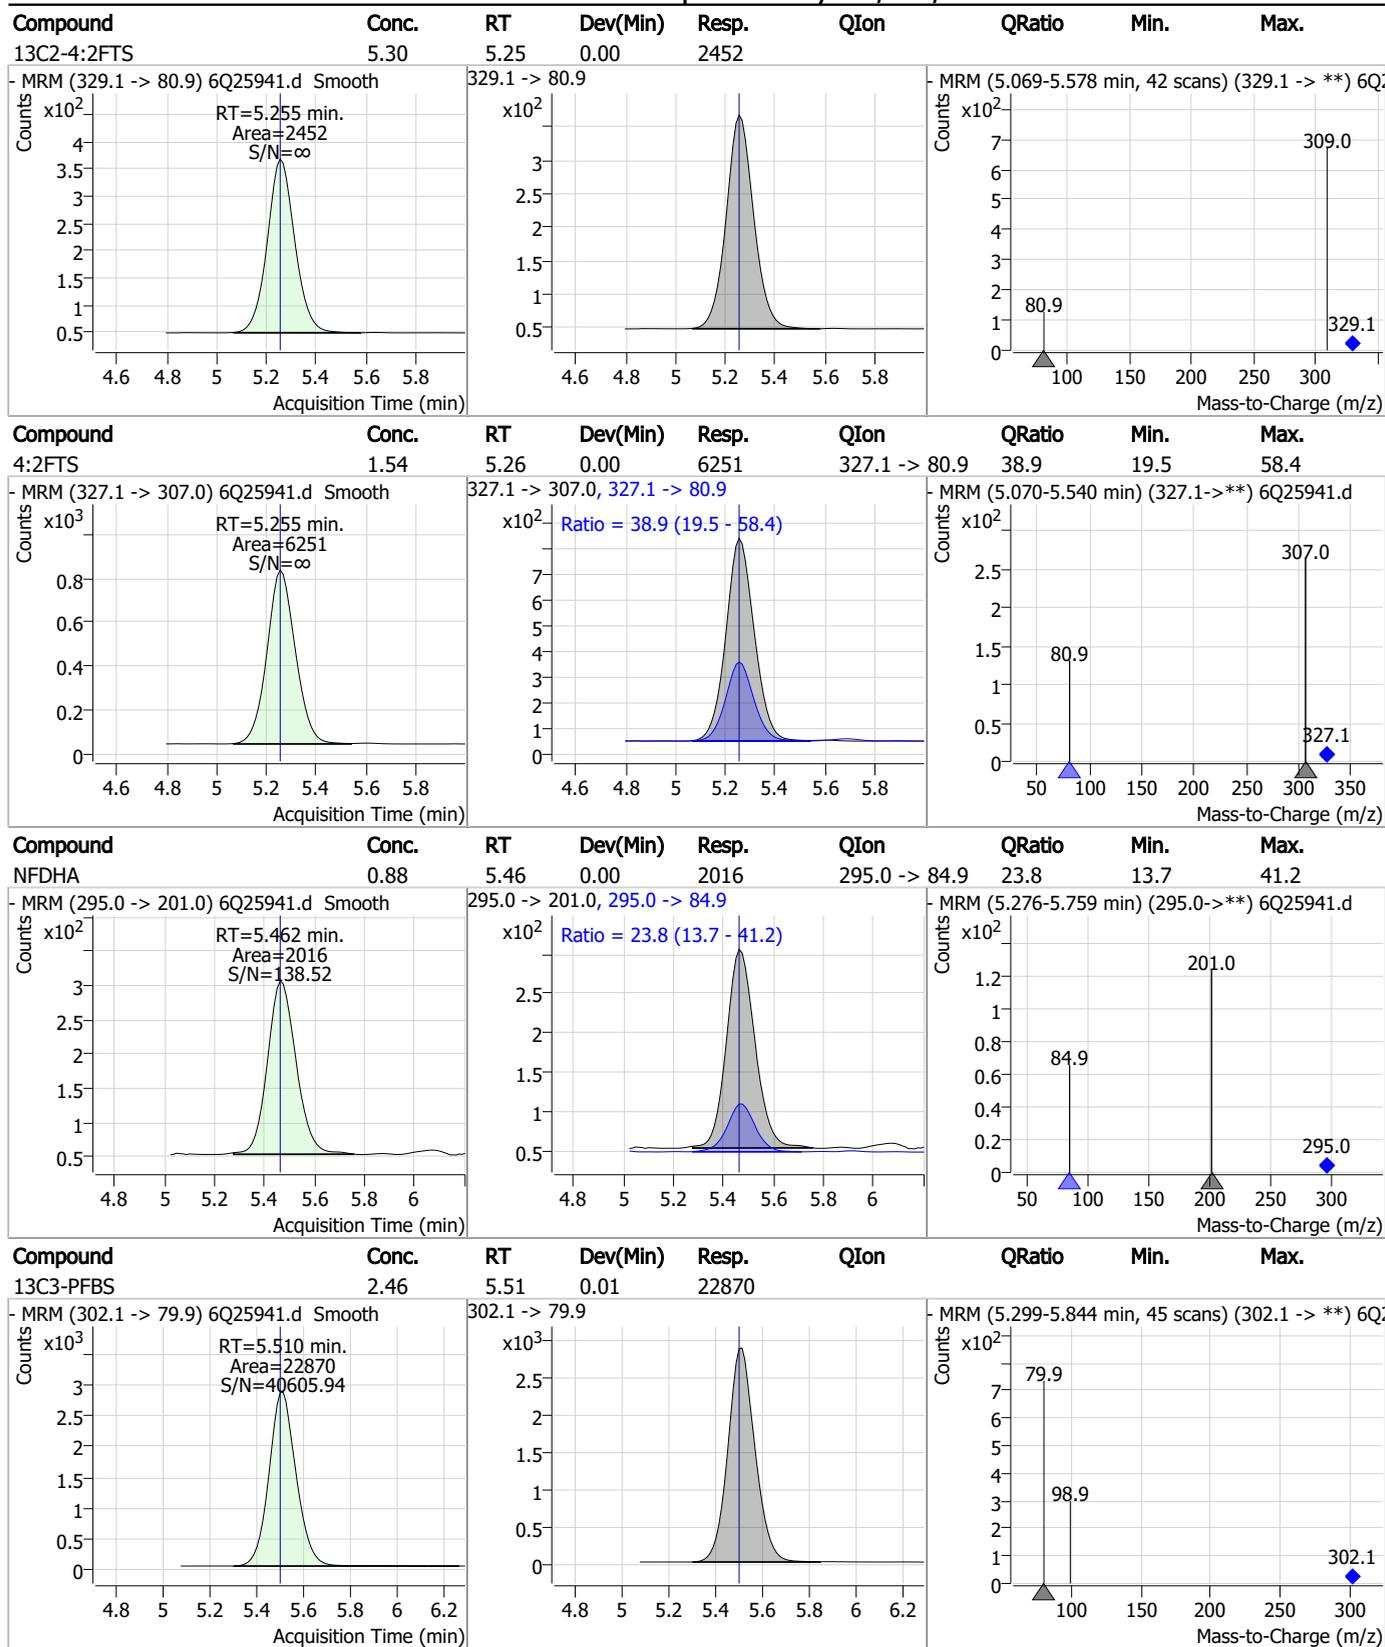 Compound Conc. RT Dev(Min) Resp. QIon QRatio Min. Max.
13C2-4:2FTS 5.30 5.25 0.00 2452
- MRM (329.1 -> 80.9) 6Q25941.d Smooth
329.1 -> 80.9
- MRM (5.069-5.578 min, 42 scans) (329.1 -> **) 6Q2
Counts
x10²
RT=5.255 min.
Area=2452
S/N=∞
4
3.5
3
2.5
2
1.5
1
0.5
4.6 4.8 5 5.2 5.4 5.6 5.8
Acquisition Time (min)
x10²
3
2.5
2
1.5
1
0.5
4.6 4.8 5 5.2 5.4 5.6 5.8
Counts
x10²
7
6
5
4
3
2
1
0
309.0
80.9
329.1
100 150 200 250 300
Mass-to-Charge (m/z)
Compound Conc. RT Dev(Min) Resp. QIon QRatio Min. Max.
4:2FTS 1.54 5.26 0.00 6251 327.1 -> 80.9 38.9 19.5 58.4
- MRM (327.1 -> 307.0) 6Q25941.d Smooth
327.1 -> 307.0, 327.1 -> 80.9
- MRM (5.070-5.540 min) (327.1->**) 6Q25941.d
Counts
x10³
RT=5.255 min.
Area=6251
S/N=∞
0.8
0.6
0.4
0.2
0
4.6 4.8 5 5.2 5.4 5.6 5.8
Acquisition Time (min)
x10²
Ratio = 38.9 (19.5 - 58.4)
7
6
5
4
3
2
1
0
4.6 4.8 5 5.2 5.4 5.6 5.8
Counts
x10²
2.5
2
1.5
1
0.5
0
307.0
80.9
327.1
50 100 150 200 250 300 350
Mass-to-Charge (m/z)
Compound Conc. RT Dev(Min) Resp. QIon QRatio Min. Max.
NFDHA 0.88 5.46 0.00 2016 295.0 -> 84.9 23.8 13.7 41.2
- MRM (295.0 -> 201.0) 6Q25941.d Smooth
295.0 -> 201.0, 295.0 -> 84.9
- MRM (5.276-5.759 min) (295.0->**) 6Q25941.d
Counts
x10²
RT=5.462 min.
Area=2016
S/N=138.52
3
2.5
2
1.5
1
0.5
4.8 5 5.2 5.4 5.6 5.8 6
Acquisition Time (min)
x10²
Ratio = 23.8 (13.7 - 41.2)
2.5
2
1.5
1
0.5
4.8 5 5.2 5.4 5.6 5.8 6
Counts
x10²
1.2
1
0.8
0.6
0.4
0.2
0
201.0
84.9
295.0
50 100 150 200 250 300
Mass-to-Charge (m/z)
Compound Conc. RT Dev(Min) Resp. QIon QRatio Min. Max.
13C3-PFBS 2.46 5.51 0.01 22870
- MRM (302.1 -> 79.9) 6Q25941.d Smooth
302.1 -> 79.9
- MRM (5.299-5.844 min, 45 scans) (302.1 -> **) 6Q2
Counts
x10³
RT=5.510 min.
Area=22870
S/N=40605.94
3
2.5
2
1.5
1
0.5
0
4.8 5 5.2 5.4 5.6 5.8 6 6.2
Acquisition Time (min)
x10³
2.5
2
1.5
1
0.5
0
4.8 5 5.2 5.4 5.6 5.8 6 6.2
Counts
x10²
7
6
5
4
3
2
1
0
79.9
98.9
302.1
100 150 200 250 300
Mass-to-Charge (m/z)